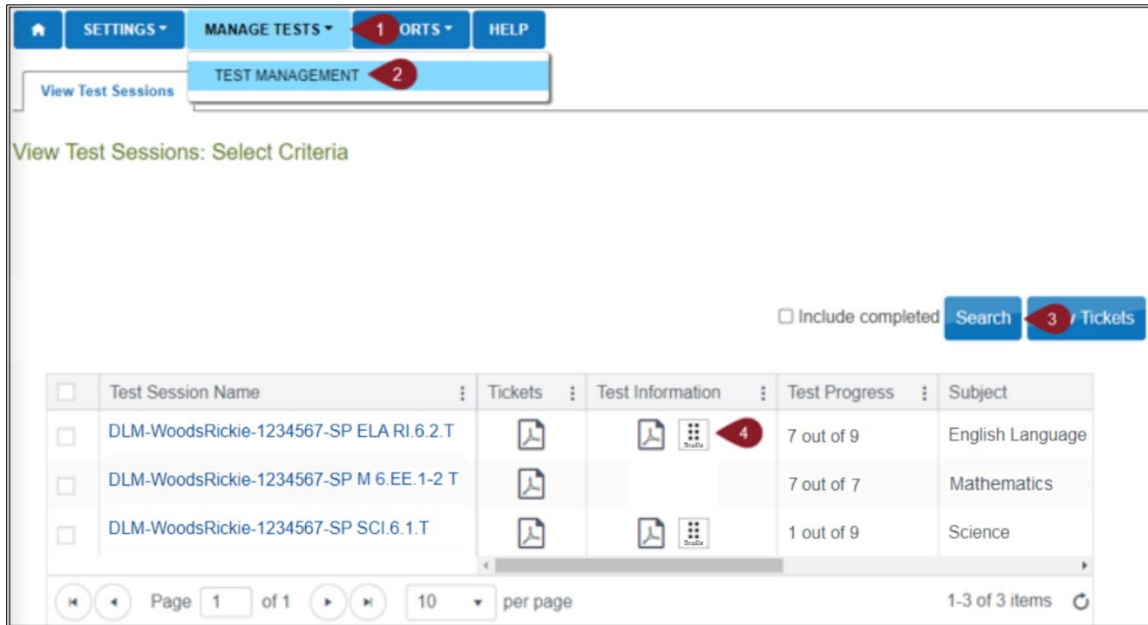 SETTINGS MANAGE TESTS 1 ORTS HELP
TEST MANAGEMENT 2
View Test Sessions
View Test Sessions: Select Criteria
Include completed Search 3 Tickets
Test Session Name Tickets Test Information Test Progress Subject
DLM-WoodsRickie-1234567-SP ELA RI.6.2.T Braille 4 7 out of 9 English Language
DLM-WoodsRickie-1234567-SP M 6.EE.1-2 T 7 out of 7 Mathematics
DLM-WoodsRickie-1234567-SP SCI.6.1.T Braille 1 out of 9 Science
Page 1 of 1 10 per page 1-3 of 3 items